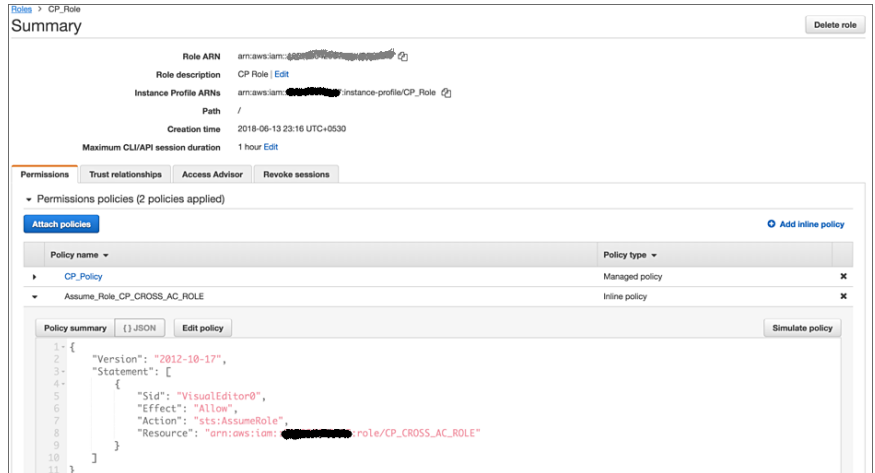 Roles > CP_Role
Summary
Delete role
Role ARN arn:aws:iam::
Role description CP Role | Edit
Instance Profile ARNs arn:aws:iam: :instance-profile/CP_Role
Path /
Creation time 2018-06-13 23:16 UTC+0530
Maximum CLI/API session duration 1 hour Edit
Permissions Trust relationships Access Advisor Revoke sessions
Permissions policies (2 policies applied)
Attach policies Add inline policy
Policy name Policy type
CP_Policy Managed policy
Assume_Role_CP_CROSS_AC_ROLE Inline policy
Policy summary {} JSON Edit policy Simulate policy
1 {
2 "Version": "2012-10-17",
3 "Statement": [
4 {
5 "Sid": "VisualEditor0",
6 "Effect": "Allow",
7 "Action": "sts:AssumeRole",
8 "Resource": "arn:aws:iam: :role/CP_CROSS_AC_ROLE"
9 }
10 ]
11 }